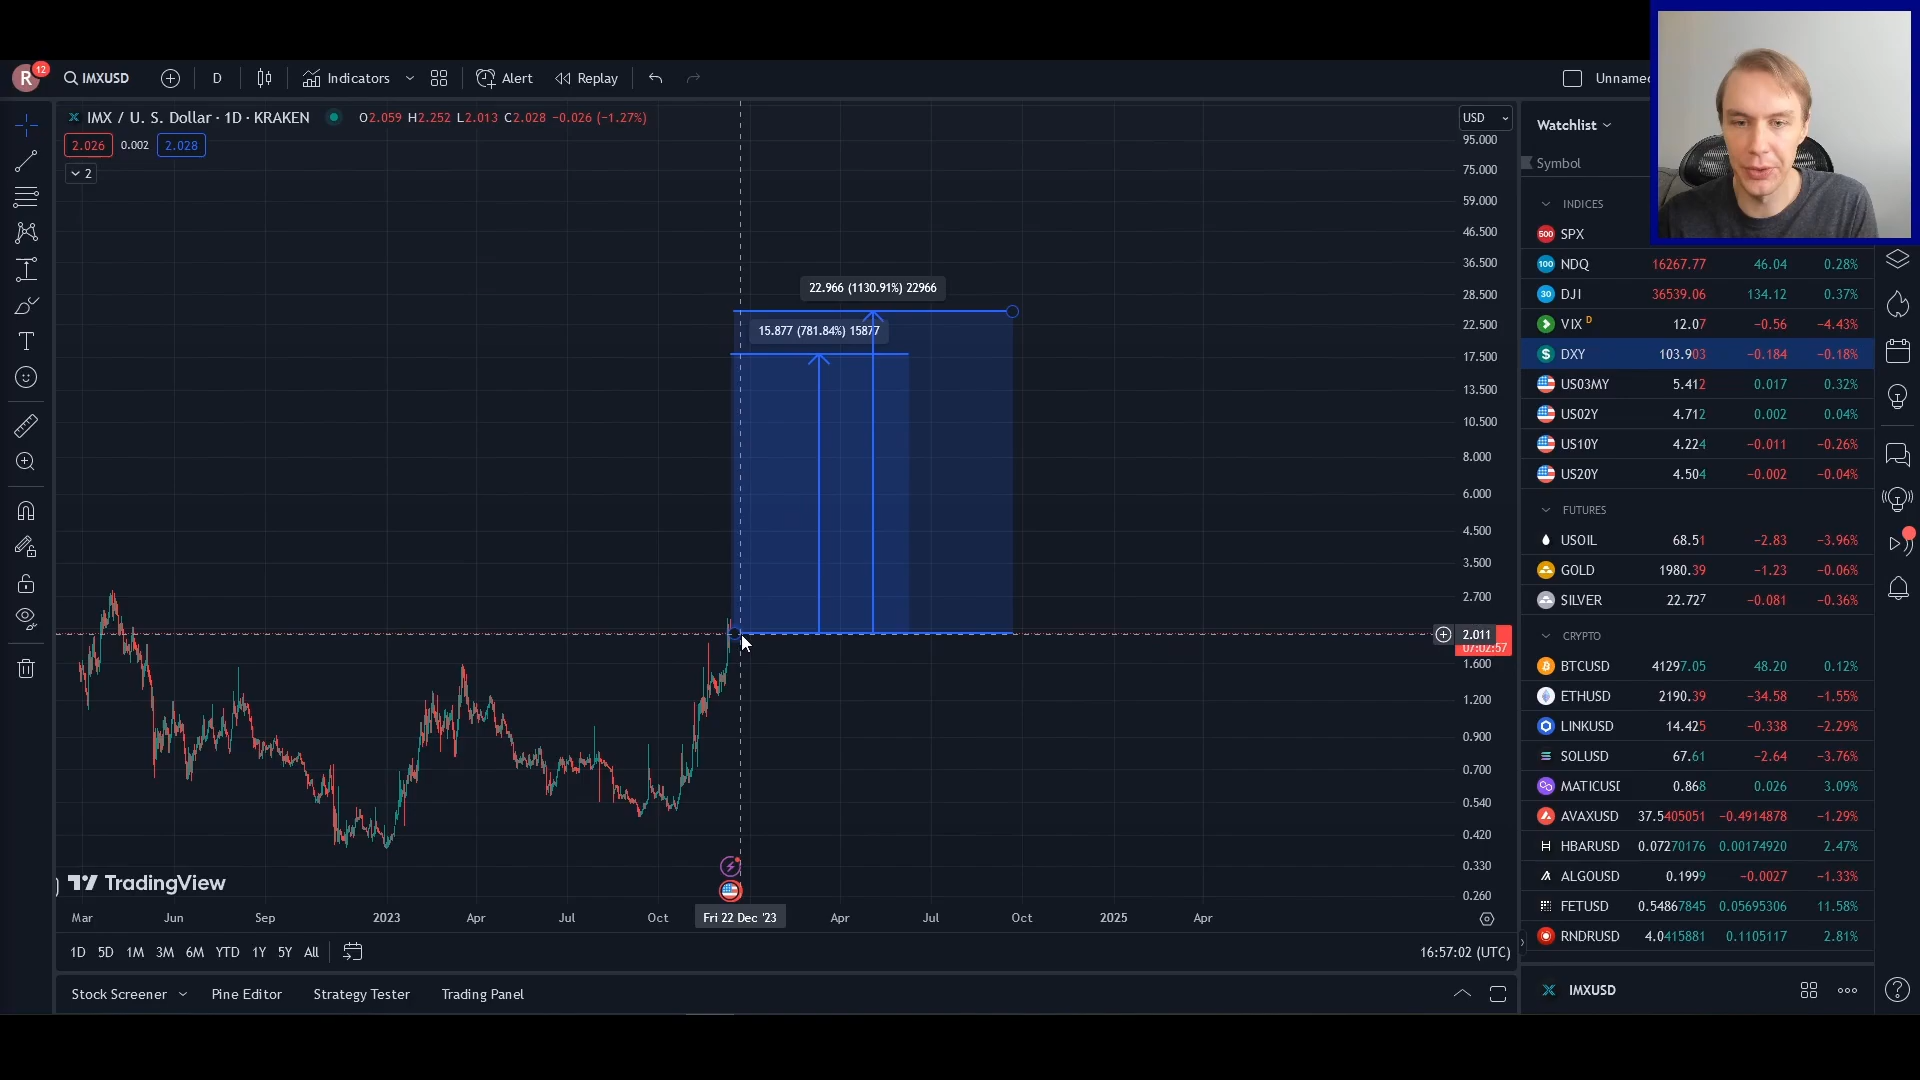 R 12 IMXUSD D Indicators Alert Replay Unnamed
IMX / U. S. Dollar · 1D · KRAKEN O2.059 H2.252 L2.013 C2.028 −0.026 (−1.27%)
2.026 0.002 2.028
2
USD
95.000
75.000
59.000
46.500
36.500
28.500
22.500
17.500
13.500
10.500
8.000
6.000
4.500
3.500
2.700
2.011
07:02:57
1.600
1.200
0.900
0.700
0.540
0.420
0.330
0.260
22.966 (1130.91%) 22966
15.877 (781.84%) 15877
TradingView
Mar Jun Sep 2023 Apr Jul Oct Fri 22 Dec '23 Apr Jul Oct 2025 Apr
1D 5D 1M 3M 6M YTD 1Y 5Y All 16:57:02 (UTC)
Stock Screener Pine Editor Strategy Tester Trading Panel
Watchlist
Symbol
INDICES
500 SPX
100 NDQ 16267.77 46.04 0.28%
30 DJI 36539.06 134.12 0.37%
VIX D 12.07 −0.56 −4.43%
$ DXY 103.903 −0.184 −0.18%
US03MY 5.412 0.017 0.32%
US02Y 4.712 0.002 0.04%
US10Y 4.224 −0.011 −0.26%
US20Y 4.504 −0.002 −0.04%
FUTURES
USOIL 68.51 −2.83 −3.96%
GOLD 1980.39 −1.23 −0.06%
SILVER 22.727 −0.081 −0.36%
CRYPTO
BTCUSD 41297.05 48.20 0.12%
ETHUSD 2190.39 −34.58 −1.55%
LINKUSD 14.425 −0.338 −2.29%
SOLUSD 67.61 −2.64 −3.76%
MATICUSD 0.868 0.026 3.09%
AVAXUSD 37.5405051 −0.4914878 −1.29%
HBARUSD 0.07270176 0.00174920 2.47%
ALGOUSD 0.1999 −0.0027 −1.33%
FETUSD 0.54867845 0.05695306 11.58%
RNDRUSD 4.0415881 0.1105117 2.81%
IMXUSD